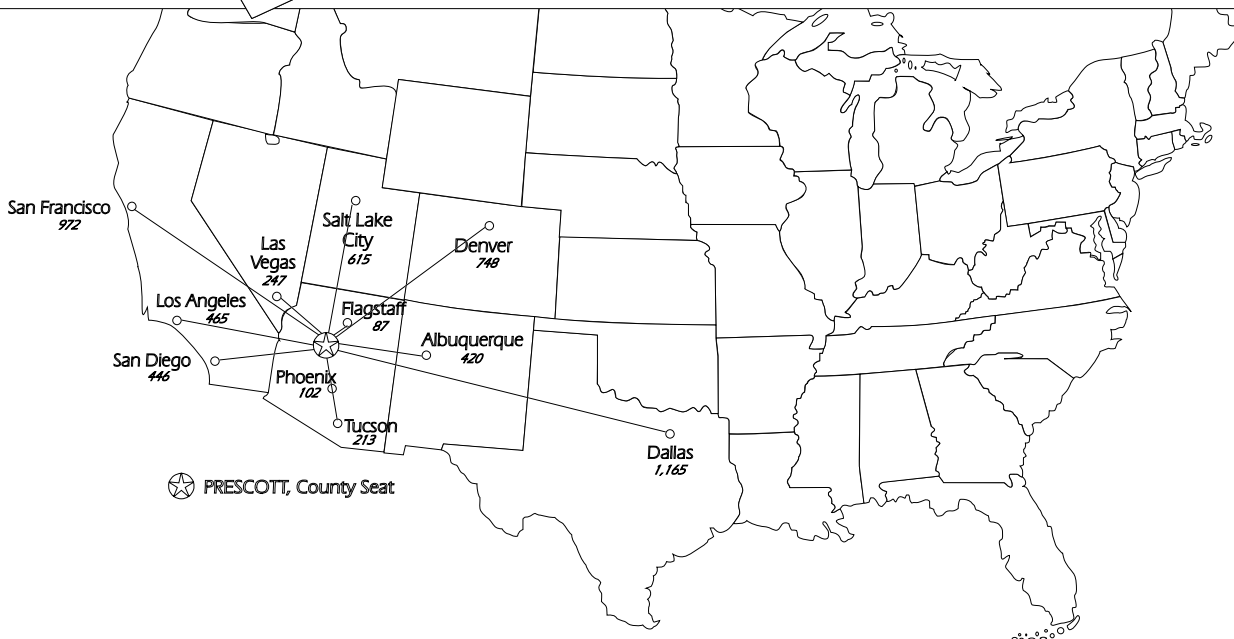 San Francisco
972
Salt Lake
City
615
Las
Vegas
247
Denver
748
Los Angeles
465
Flagstaff
87
San Diego
446
Albuquerque
420
Phoenix
102
Tucson
213
Dallas
1,165
PRESCOTT, County Seat